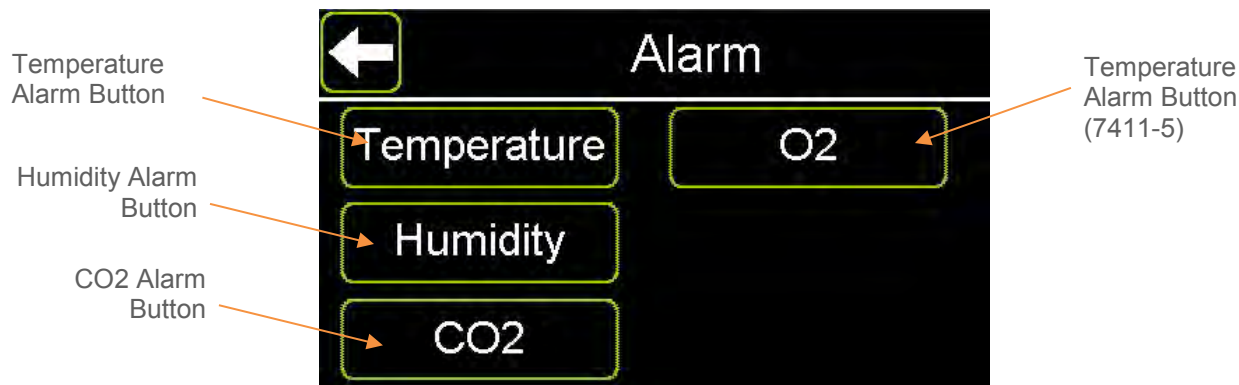 Alarm
Temperature
Alarm Button
Temperature
O2
Temperature
Alarm Button
(7411-5)
Humidity Alarm
Button
Humidity
CO2 Alarm
Button
CO2